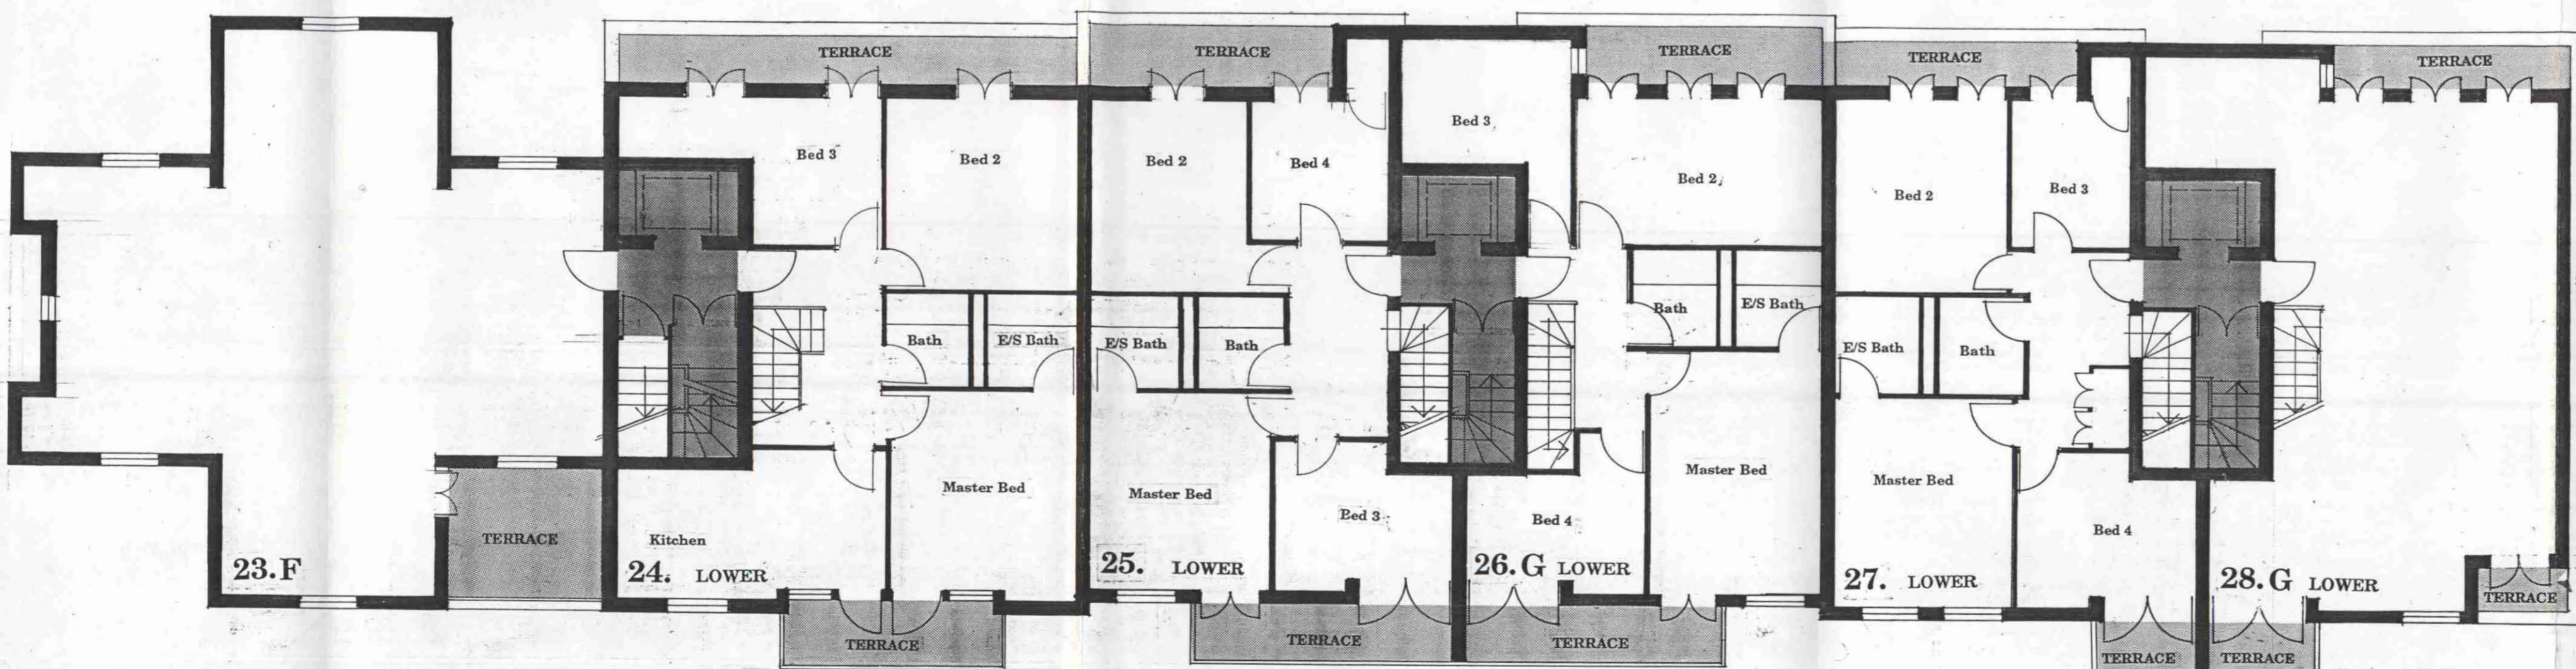 TERRACE
23.F
TERRACE
Bed 3
Bed 2
Bath
E/S Bath
Master Bed
Kitchen
24. LOWER
TERRACE
TERRACE
Bed 2
Bed 4
E/S Bath
Bath
Master Bed
Bed 3
25. LOWER
TERRACE
TERRACE
Bed 3
Bed 2
Bath
E/S Bath
Master Bed
Bed 4
26.G LOWER
TERRACE
TERRACE
Bed 2
Bed 3
E/S Bath
Bath
Master Bed
Bed 4
27. LOWER
TERRACE
TERRACE
28.G LOWER
TERRACE
TERRACE